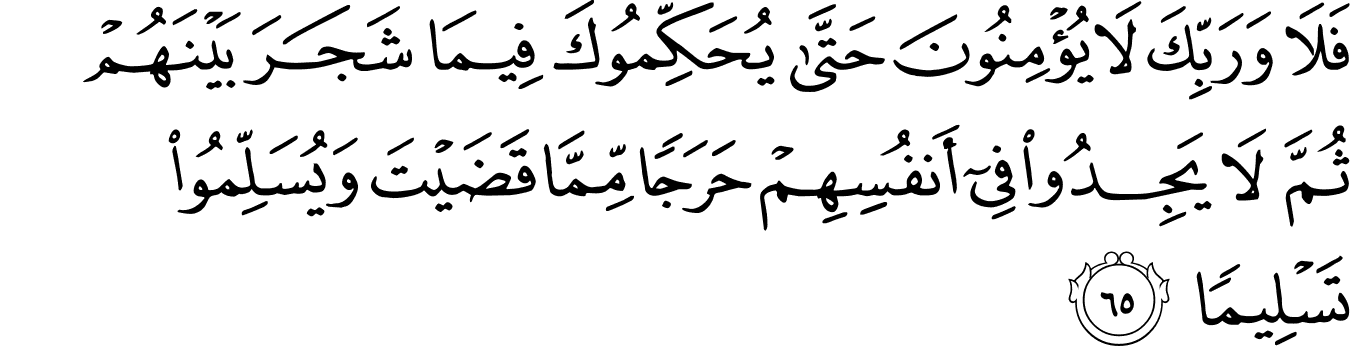 فَلَا وَرَبِّكَ لَا يُؤْمِنُونَ حَتَّىٰ يُحَكِّمُوكَ فِيمَا شَجَرَ بَيْنَهُمْ
ثُمَّ لَا يَجِدُوا۟ فِىٓ أَنفُسِهِمْ حَرَجًا مِّمَّا قَضَيْتَ وَيُسَلِّمُوا۟
تَسْلِيمًا ٦٥